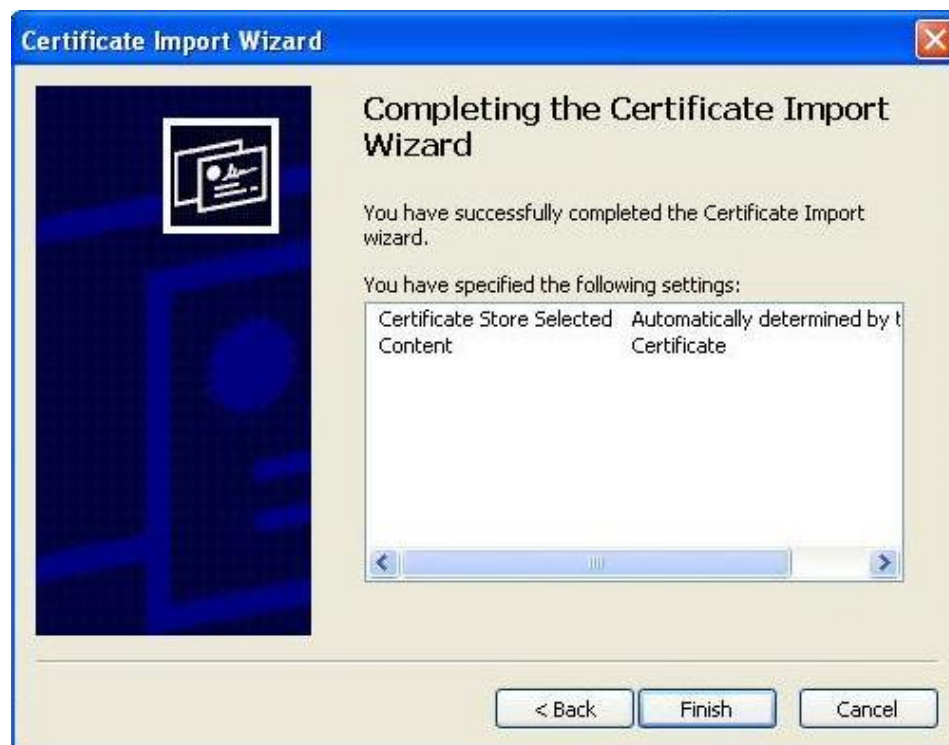 Certificate Import Wizard
Completing the Certificate Import
Wizard
You have successfully completed the Certificate Import
wizard.
You have specified the following settings:
Certificate Store Selected Automatically determined by t
Content Certificate
< Back Finish Cancel